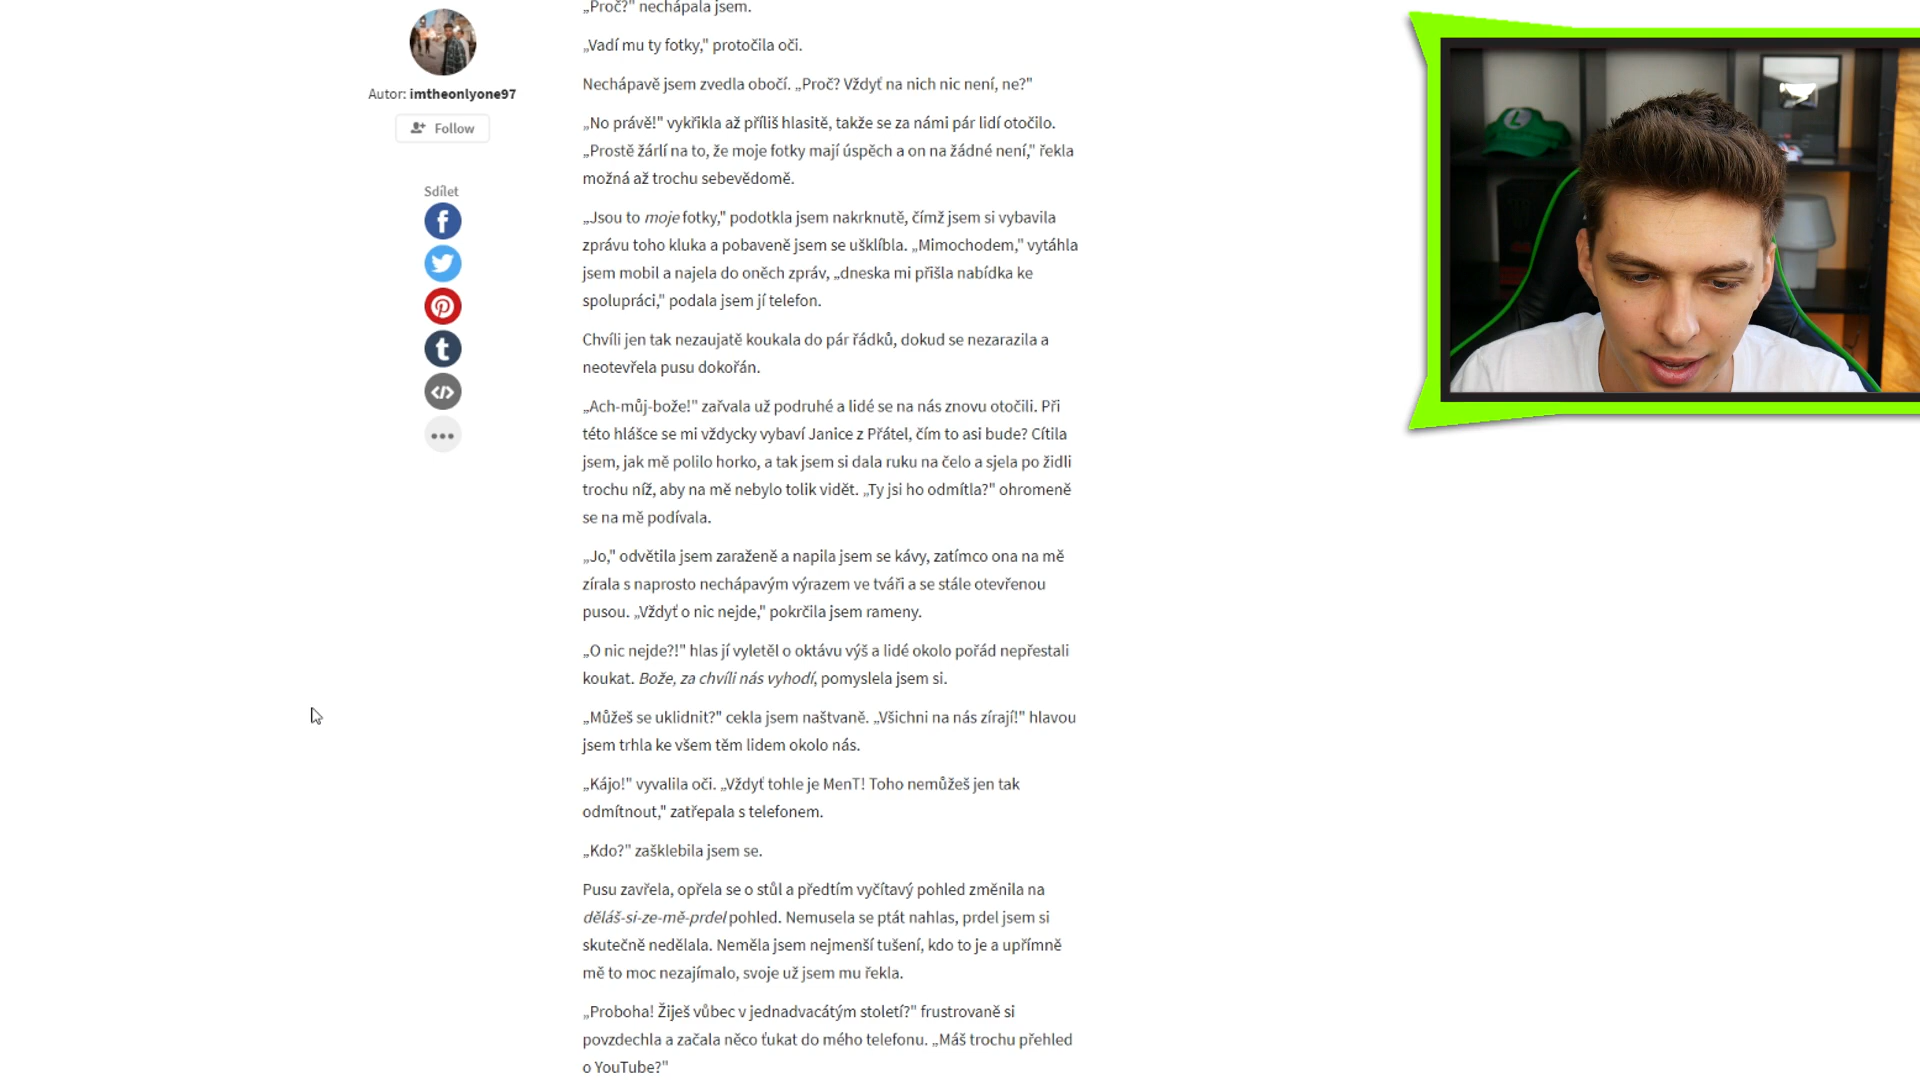 „Proč?" nechápala jsem.
„Vadí mu ty fotky," protočila oči.
Autor: imtheonlyone97
Follow
Sdílet
Nechápavě jsem zvedla obočí. „Proč? Vždyť na nich nic není, ne?"
„No právě!" vykřikla až příliš hlasitě, takže se za námi pár lidí otočilo.
„Prostě žárlí na to, že moje fotky mají úspěch a on na žádné není," řekla
možná až trochu sebevědomě.
„Jsou to moje fotky," podotkla jsem nakrknutě, čímž jsem si vybavila
zprávu toho kluka a pobaveně jsem se ušklíbla. „Mimochodem," vytáhla
jsem mobil a najela do oněch zpráv, „dneska mi přišla nabídka ke
spolupráci," podala jsem jí telefon.
Chvíli jen tak nezaujatě koukala do pár řádků, dokud se nezarazila a
neotevřela pusu dokořán.
„Ach-můj-bože!" zařvala už podruhé a lidé se na nás znovu otočili. Při
této hlášce se mi vždycky vybaví Janice z Přátel, čím to asi bude? Cítila
jsem, jak mě polilo horko, a tak jsem si dala ruku na čelo a sjela po židli
trochu níž, aby na mě nebylo tolik vidět. „Ty jsi ho odmítla?" ohromeně
se na mě podívala.
„Jo," odvětila jsem zaraženě a napila jsem se kávy, zatímco ona na mě
zírala s naprosto nechápavým výrazem ve tváři a se stále otevřenou
pusou. „Vždyť o nic nejde," pokrčila jsem rameny.
„O nic nejde?!" hlas jí vyletěl o oktávu výš a lidé okolo pořád nepřestali
koukat. Bože, za chvíli nás vyhodí, pomyslela jsem si.
„Můžeš se uklidnit?" cekla jsem naštvaně. „Všichni na nás zírají!" hlavou
jsem trhla ke všem těm lidem okolo nás.
„Kájo!" vyvalila oči. „Vždyť tohle je MenT! Toho nemůžeš jen tak
odmítnout," zatřepala s telefonem.
„Kdo?" zašklebila jsem se.
Pusu zavřela, opřela se o stůl a předtím vyčítavý pohled změnila na
děláš-si-ze-mě-prdel pohled. Nemusela se ptát nahlas, prdel jsem si
skutečně nedělala. Neměla jsem nejmenší tušení, kdo to je a upřímně
mě to moc nezajímalo, svoje už jsem mu řekla.
„Proboha! Žiješ vůbec v jednadvacátým století?" frustrovaně si
povzdechla a začala něco ťukat do mého telefonu. „Máš trochu přehled
o YouTube?"